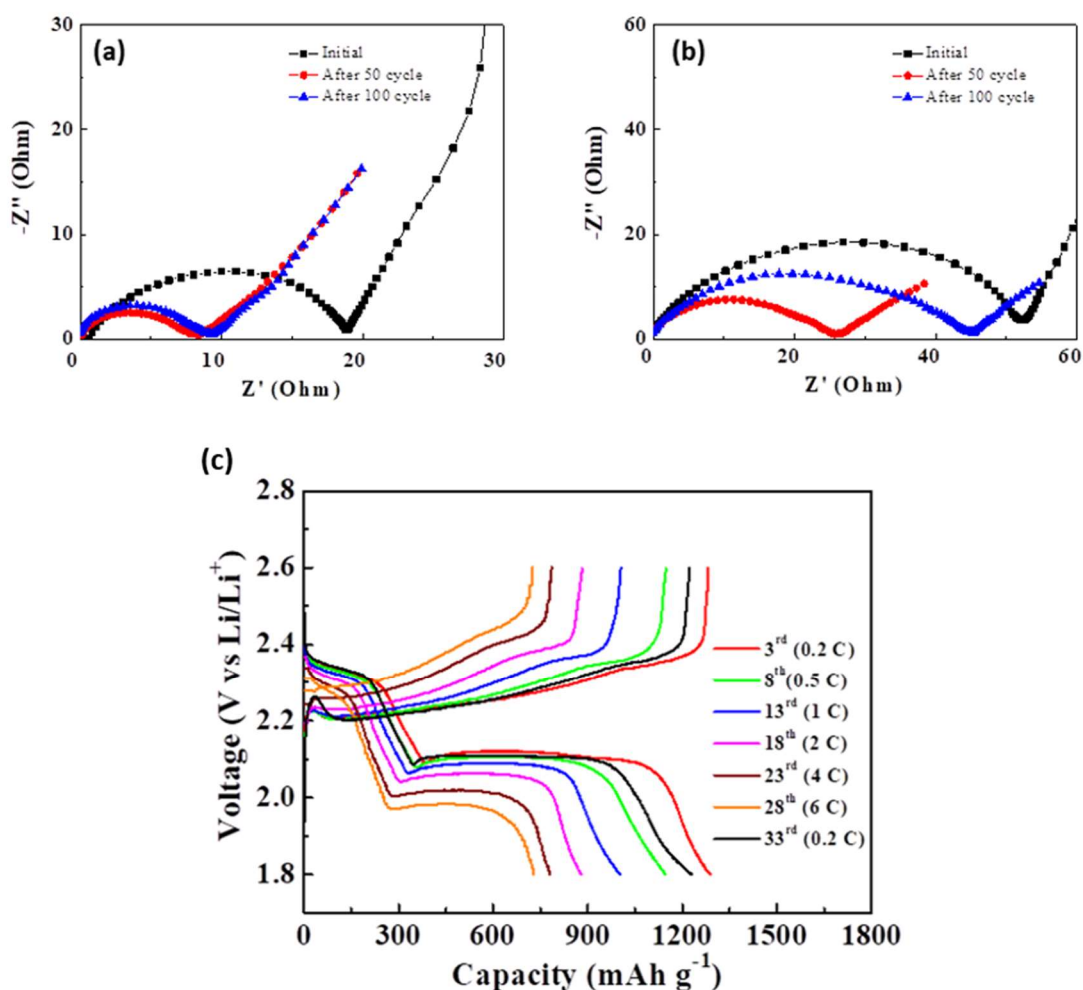 (a)
30
20
10
0
-Z'' (Ohm)
Initial
After 50 cycle
After 100 cycle
0 10 20 30
Z' (Ohm)
(b)
60
40
20
0
-Z'' (Ohm)
Initial
After 50 cycle
After 100 cycle
0 20 40 60
Z' (Ohm)
(c)
2.8
2.6
2.4
2.2
2.0
1.8
Voltage (V vs Li/Li⁺)
3rd (0.2 C)
8th(0.5 C)
13rd (1 C)
18th (2 C)
23rd (4 C)
28th (6 C)
33rd (0.2 C)
0 300 600 900 1200 1500 1800
Capacity (mAh g⁻¹)